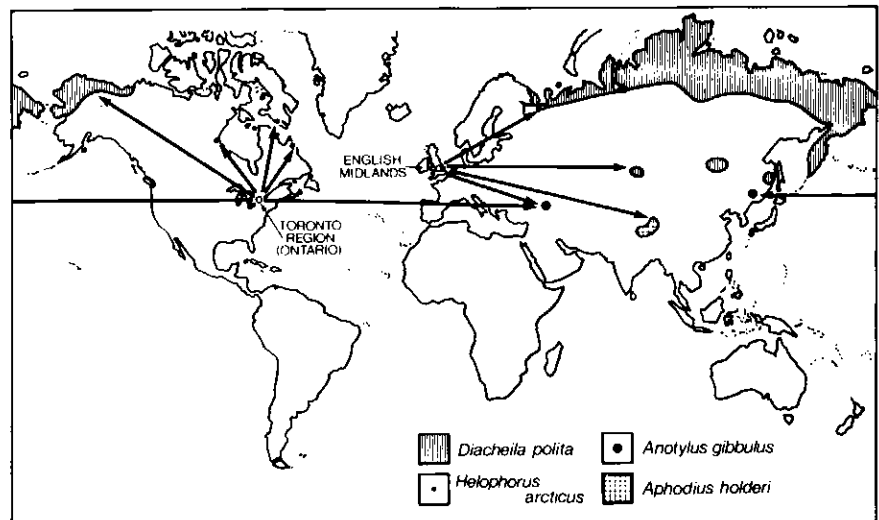 ENGLISH
MIDLANDS
TORONTO
REGION
(ONTARIO)
Diacheila polita
Anotylus gibbulus
Helophorus
arcticus
Aphodius holderi